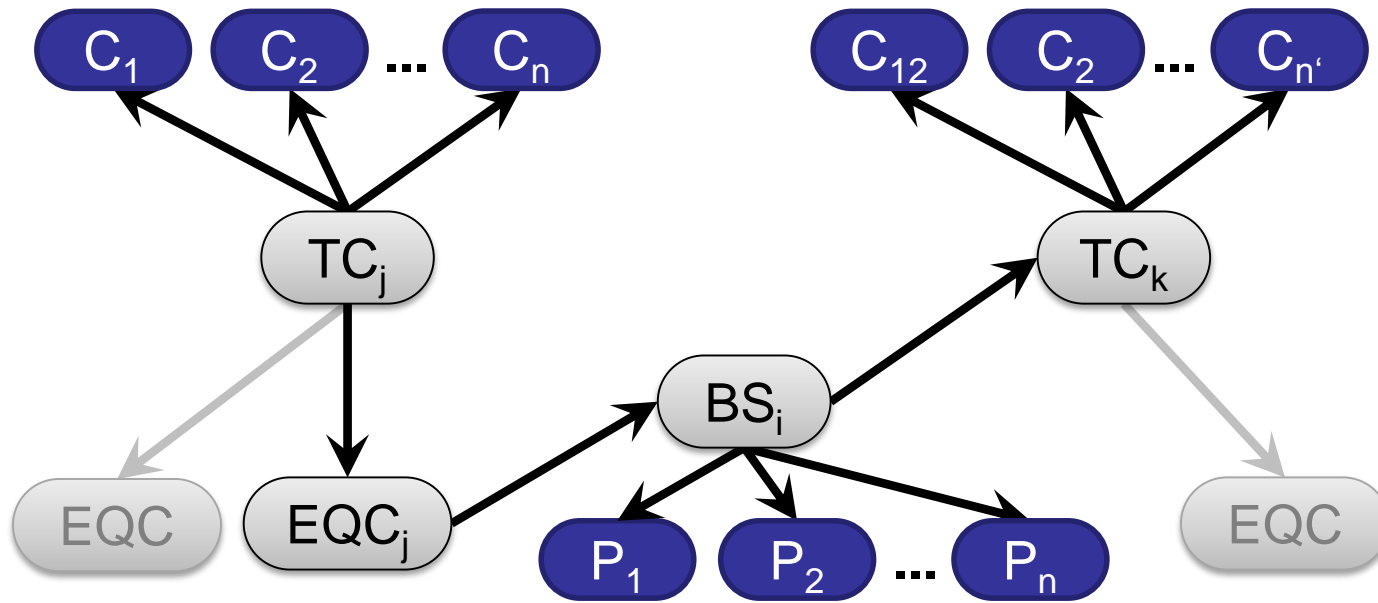 C₁ C₂ ... Cₙ C₁₂ C₂ ... Cₙ‘
TCⱼ TCₖ
BSᵢ
EQC EQCⱼ EQC
P₁ P₂ ... Pₙ